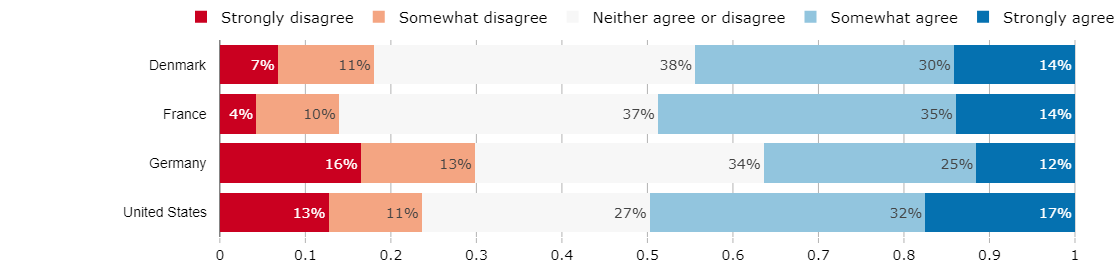 Strongly disagree Somewhat disagree Neither agree or disagree Somewhat agree Strongly agree
Denmark 7% 11% 38% 30% 14%
France 4% 10% 37% 35% 14%
Germany 16% 13% 34% 25% 12%
United States 13% 11% 27% 32% 17%
0 0.1 0.2 0.3 0.4 0.5 0.6 0.7 0.8 0.9 1